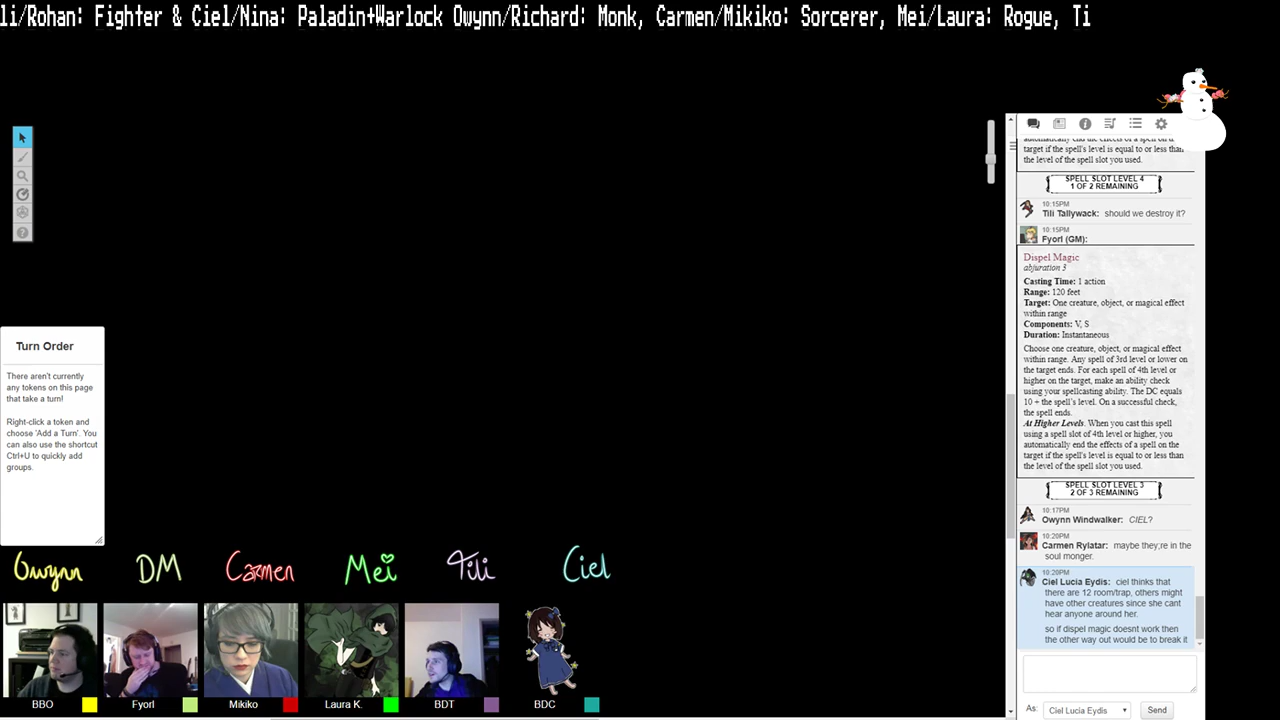 li/Rohan: Fighter & Ciel/Nina: Paladin+Warlock Owynn/Richard: Monk, Carmen/Mikiko: Sorcerer, Mei/Laura: Rogue, Ti
automatically end the effects of a spell on the
target if the spell's level is equal to or less than
the level of the spell slot you used.
SPELL SLOT LEVEL 4
1 OF 2 REMAINING
10:15PM
Tili Tallywack: should we destroy it?
10:15PM
Fyorl (GM):
Dispel Magic
abjuration 3
Casting Time: 1 action
Range: 120 feet
Target: One creature, object, or magical effect
within range
Components: V, S
Duration: Instantaneous
Choose one creature, object, or magical effect
within range. Any spell of 3rd level or lower on
the target ends. For each spell of 4th level or
higher on the target, make an ability check
using your spellcasting ability. The DC equals
10 + the spell's level. On a successful check,
the spell ends.
At Higher Levels. When you cast this spell
using a spell slot of 4th level or higher, you
automatically end the effects of a spell on the
target if the spell's level is equal to or less than
the level of the spell slot you used.
SPELL SLOT LEVEL 3
2 OF 3 REMAINING
10:17PM
Owynn Windwalker: CIEL?
10:20PM
Carmen Rylatar: maybe they;re in the
soul monger.
10:20PM
Ciel Lucia Eydis: ciel thinks that
there are 12 room/trap, others might
have other creatures since she cant
hear anyone around her.
so if dispel magic doesnt work then
the other way out would be to break it
As: Ciel Lucia Eydis
Send
Turn Order
There aren't currently
any tokens on this page
that take a turn!
Right-click a token and
choose 'Add a Turn'. You
can also use the shortcut
Ctrl+U to quickly add
groups.
Owynn DM Carmen Mei Tili Ciel
BBO Fyorl Mikiko Laura K. BDT BDC